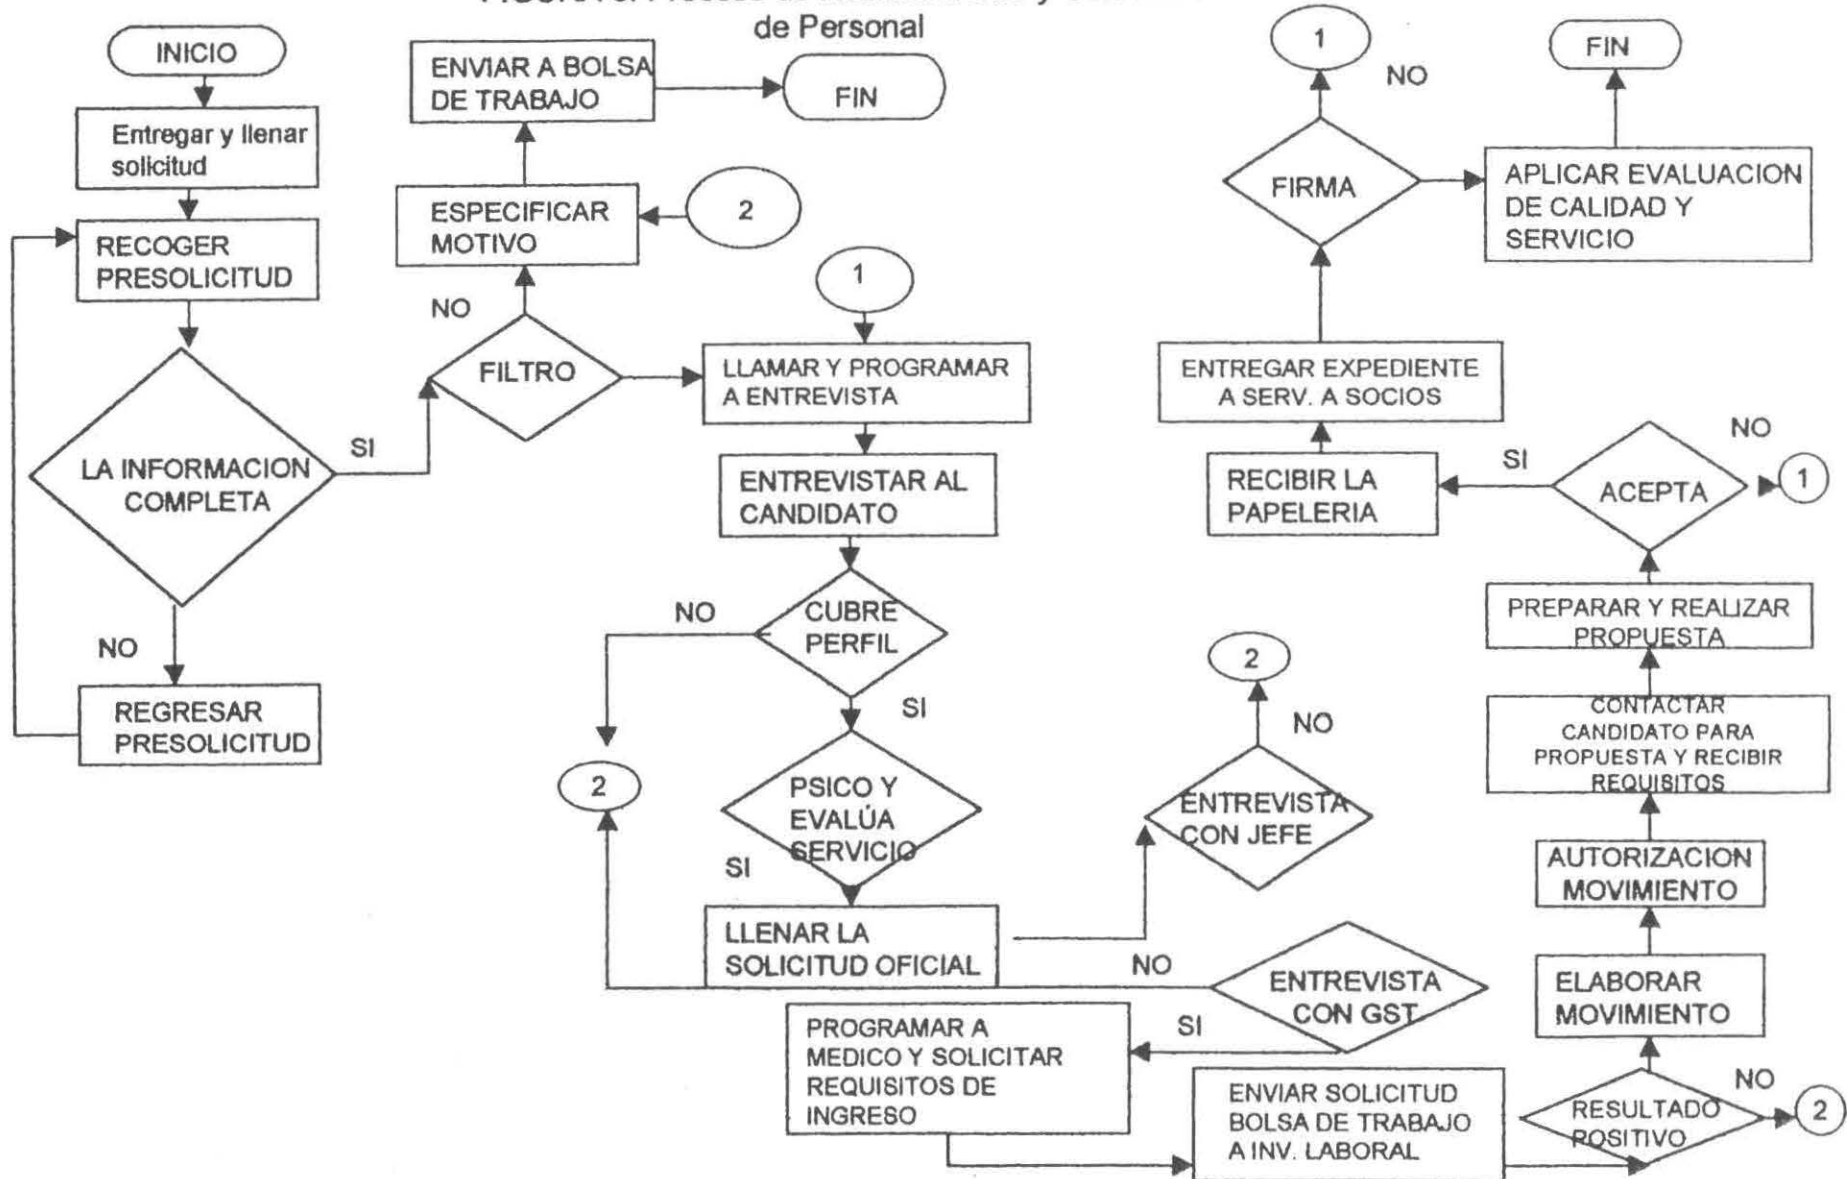 de Personal
INICIO
Entregar y llenar
solicitud
RECOGER
PRESOLICITUD
LA INFORMACION
COMPLETA
SI
NO
REGRESAR
PRESOLICITUD
ENVIAR A BOLSA
DE TRABAJO
FIN
ESPECIFICAR
MOTIVO
2
NO
FILTRO
1
LLAMAR Y PROGRAMAR
A ENTREVISTA
ENTREVISTAR AL
CANDIDATO
CUBRE
PERFIL
NO
SI
2
PSICO Y
EVALÚA
SERVICIO
SI
LLENAR LA
SOLICITUD OFICIAL
2
NO
ENTREVISTA
CON JEFE
NO
ENTREVISTA
CON GST
SI
PROGRAMAR A
MEDICO Y SOLICITAR
REQUISITOS DE
INGRESO
ENVIAR SOLICITUD
BOLSA DE TRABAJO
A INV. LABORAL
RESULTADO
POSITIVO
NO
2
ELABORAR
MOVIMIENTO
AUTORIZACION
MOVIMIENTO
CONTACTAR
CANDIDATO PARA
PROPUESTA Y RECIBIR
REQUISITOS
PREPARAR Y REALIZAR
PROPUESTA
ACEPTA
NO
1
SI
RECIBIR LA
PAPELERIA
ENTREGAR EXPEDIENTE
A SERV. A SOCIOS
FIRMA
NO
1
APLICAR EVALUACION
DE CALIDAD Y
SERVICIO
FIN